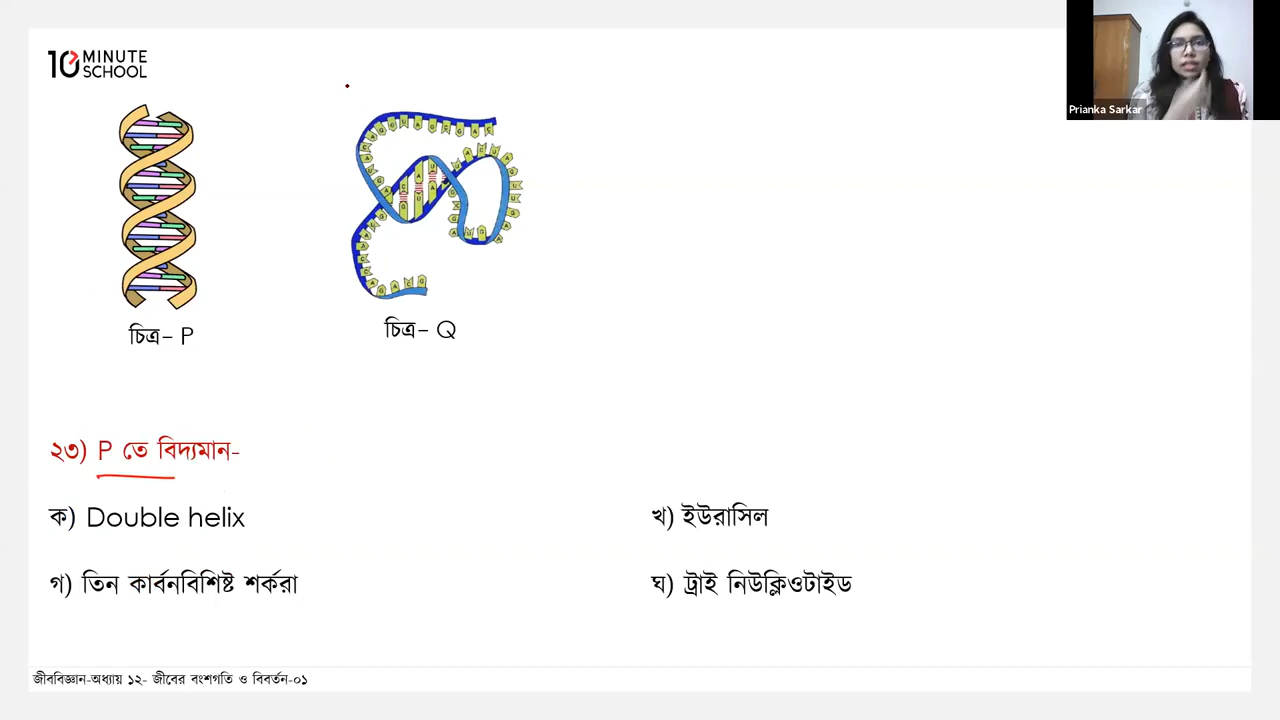 10 MINUTE
SCHOOL
Prianka Sarkar
চিত্র- P
চিত্র- Q
২৩) P তে বিদ্যমান-
ক) Double helix
খ) ইউরাসিল
গ) তিন কার্বনবিশিষ্ট শর্করা
ঘ) ট্রাই নিউক্লিওটাইড
জীববিজ্ঞান-অধ্যায় ১২- জীবের বংশগতি ও বিবর্তন-০১